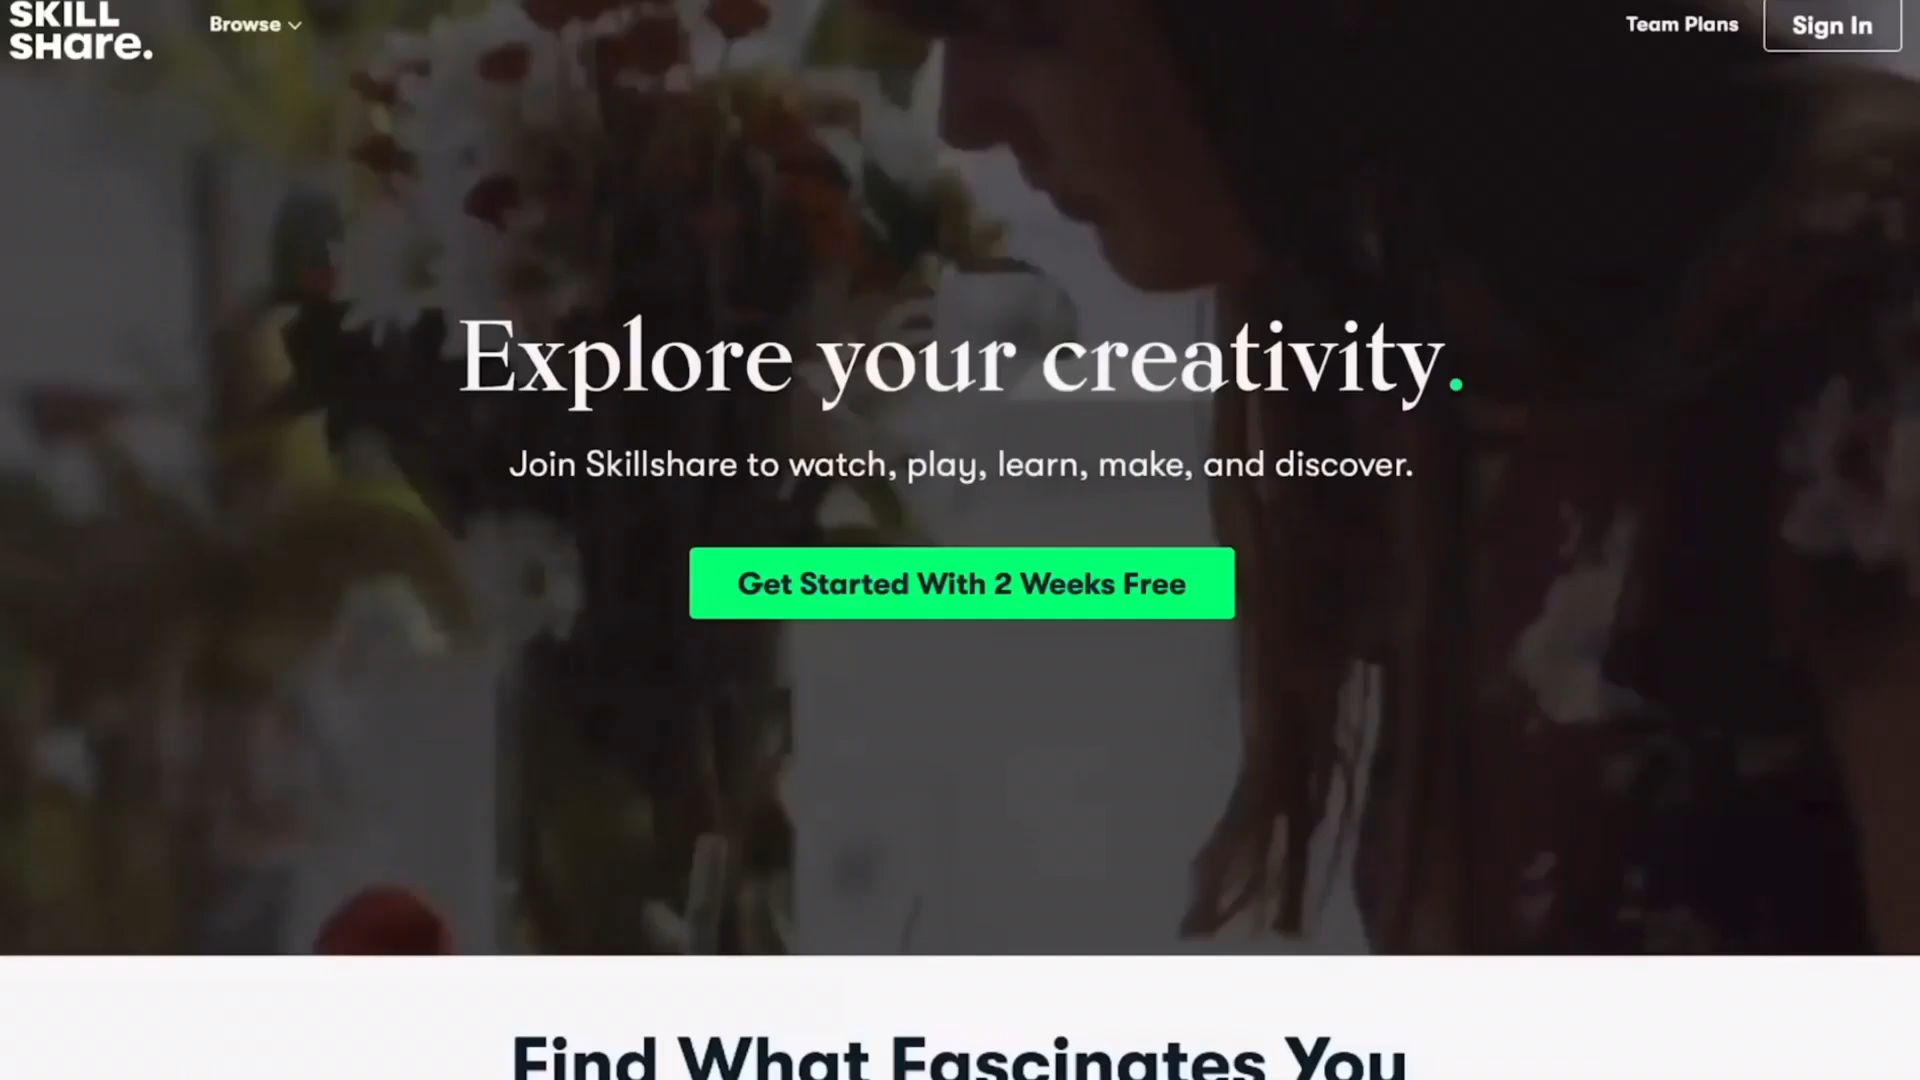 SKILL
SHare.
Browse
Team Plans
Sign In
Explore your creativity.
Join Skillshare to watch, play, learn, make, and discover.
Get Started With 2 Weeks Free
Find What Fascinates You